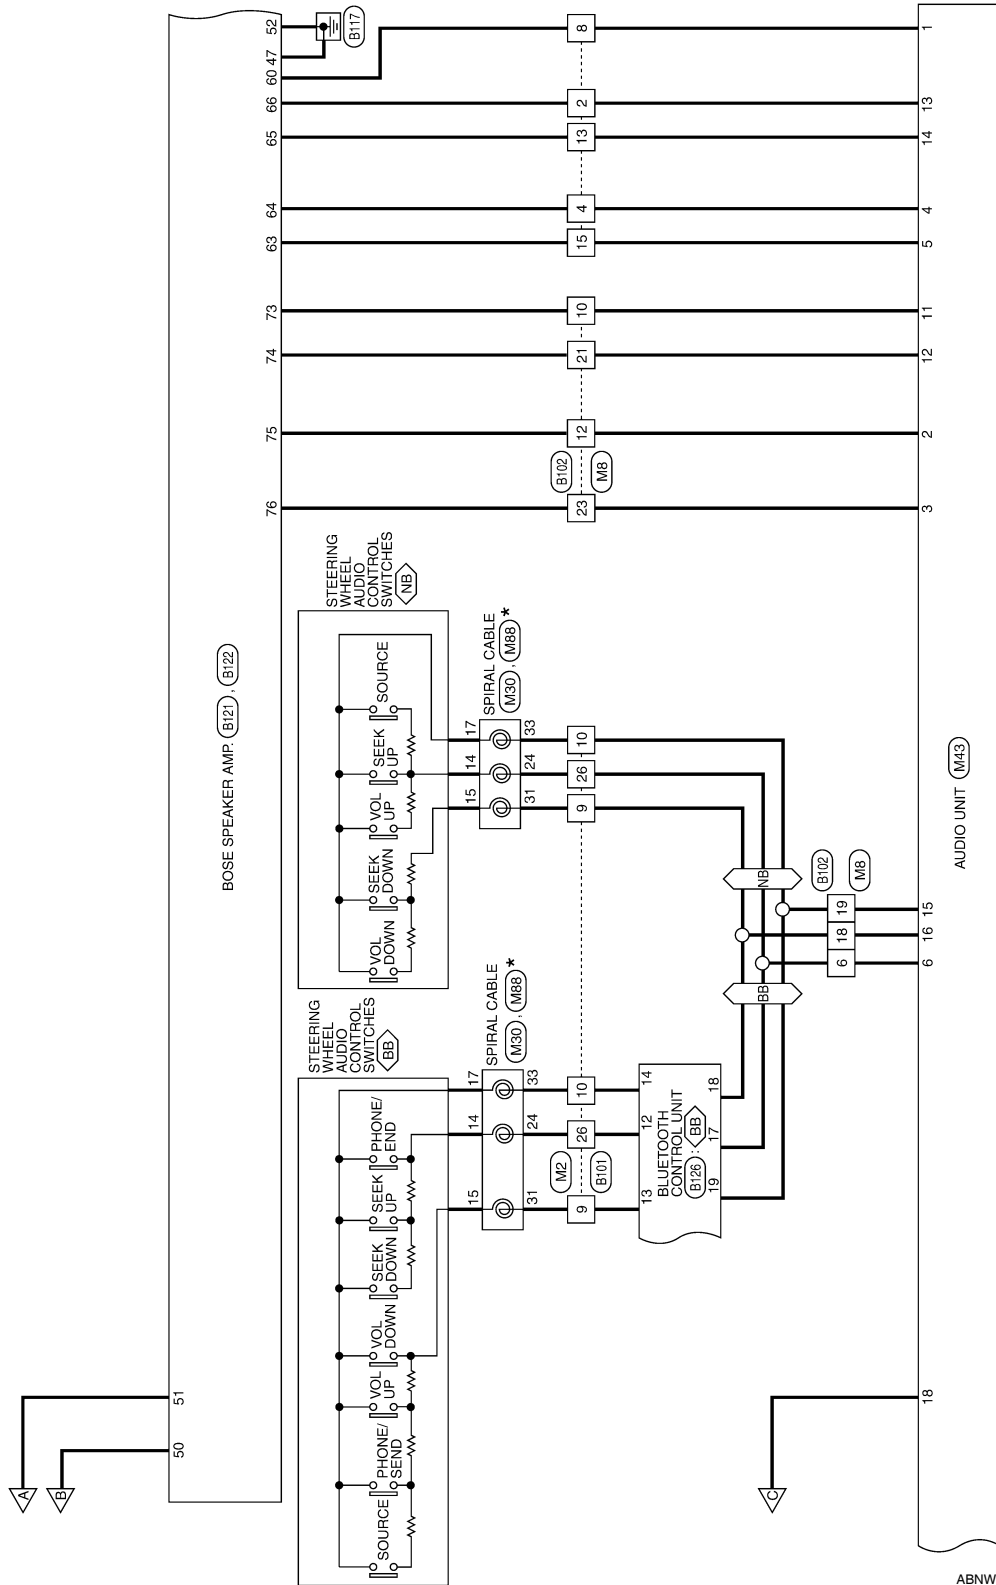 52
47
60
66
65
64
63
73
74
75
76
B117
8
2
13
4
15
10
21
12
23
B102
M8
1
13
14
4
5
11
12
2
3
BOSE SPEAKER AMP. B121 , B122
STEERING
WHEEL
AUDIO
CONTROL
SWITCHES
NB
VOL
DOWN
SEEK
DOWN
VOL
UP
SEEK
UP
SOURCE
15
14
17
SPIRAL CABLE
M30 , M88 *
31
24
33
9
26
10
NB
BB
B102
M8
6
18
19
6
16
15
AUDIO UNIT M43
STEERING
WHEEL
AUDIO
CONTROL
SWITCHES
BB
SOURCE
PHONE/
SEND
VOL
UP
VOL
DOWN
SEEK
DOWN
SEEK
UP
PHONE/
END
15
14
17
SPIRAL CABLE
M30 , M88 *
31
24
33
9
26
10
M2
B101
13
12
14
BLUETOOTH
CONTROL UNIT
B126 : BB
19
17
18
51
50
A
B
C
18
ABNW